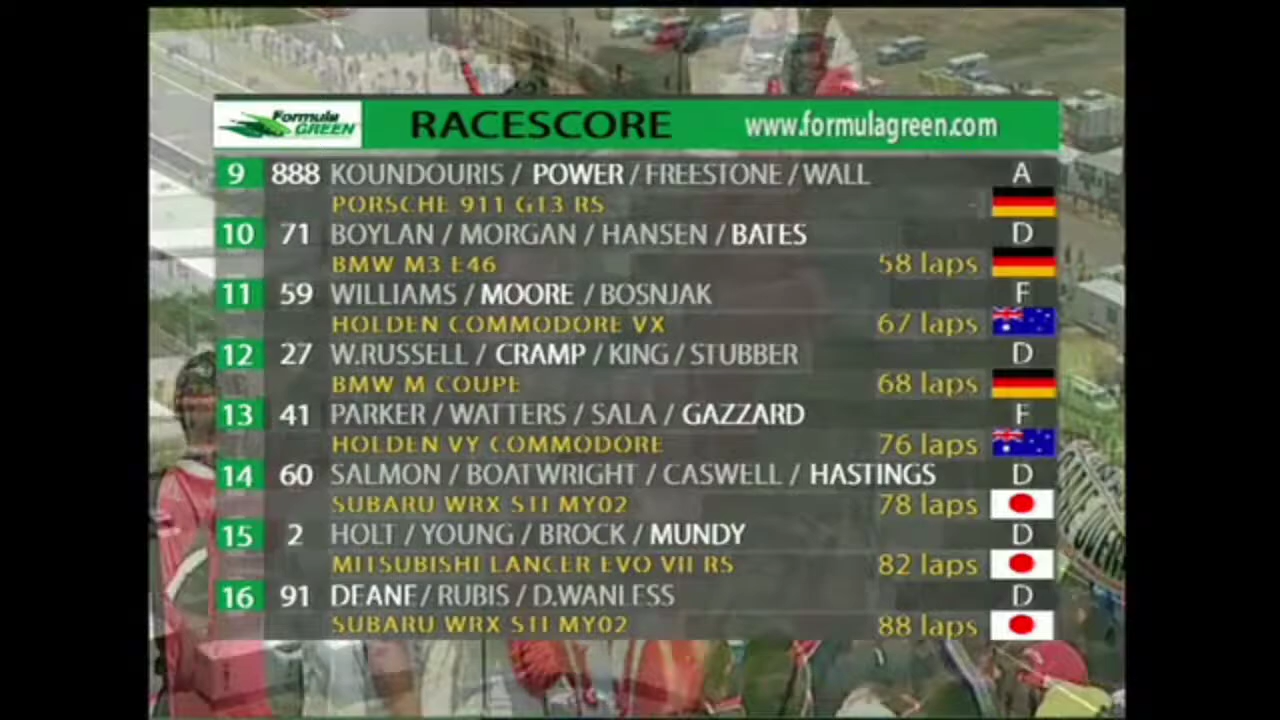 Formula GREEN RACESCORE www.formulagreen.com
9 888 KOUNDOURIS / POWER / FREESTONE / WALL A
PORSCHE 911 GT3 RS
10 71 BOYLAN / MORGAN / HANSEN / BATES D
BMW M3 E46 58 laps
11 59 WILLIAMS / MOORE / BOSNJAK F
HOLDEN COMMODORE VX 67 laps
12 27 W.RUSSELL / CRAMP / KING / STUBBER D
BMW M COUPE 68 laps
13 41 PARKER / WATTERS / SALA / GAZZARD F
HOLDEN VY COMMODORE 76 laps
14 60 SALMON / BOATWRIGHT / CASWELL / HASTINGS D
SUBARU WRX STI MY02 78 laps
15 2 HOLT / YOUNG / BROCK / MUNDY D
MITSUBISHI LANCER EVO VII RS 82 laps
16 91 DEANE / RUBIS / D.WANLESS D
SUBARU WRX STI MY02 88 laps